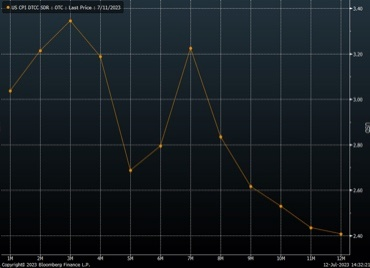 US CPI DTCC SDR : OTC : Last Price : 7/11/2023
3.40
3.20
3.00
2.80
2.60
2.40
1M 2M 3M 4M 5M 6M 7M 8M 9M 10M 11M 12M
Copyright© 2023 Bloomberg Finance L.P.
12-Jul-2023 14:32:21